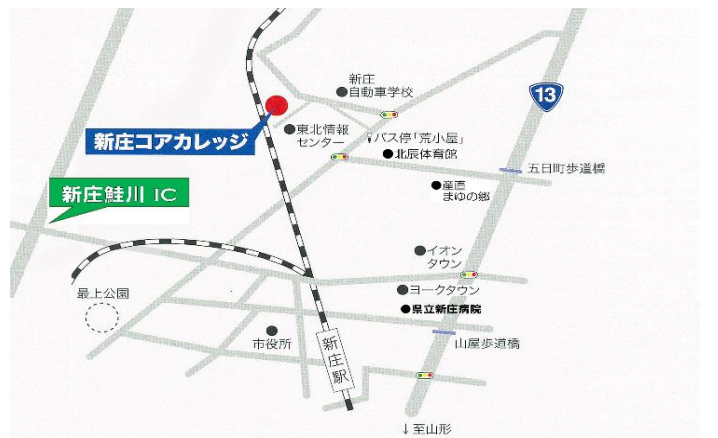 新庄
自動車学校
13
新庄コアカレッジ
東北情報
センター
バス停「荒小屋」
北辰体育館
五日町歩道橋
新庄鮭川 IC
産直
まゆの郷
イオン
タウン
最上公園
ヨークタウン
県立新庄病院
市役所
新庄駅
山屋歩道橋
↓至山形